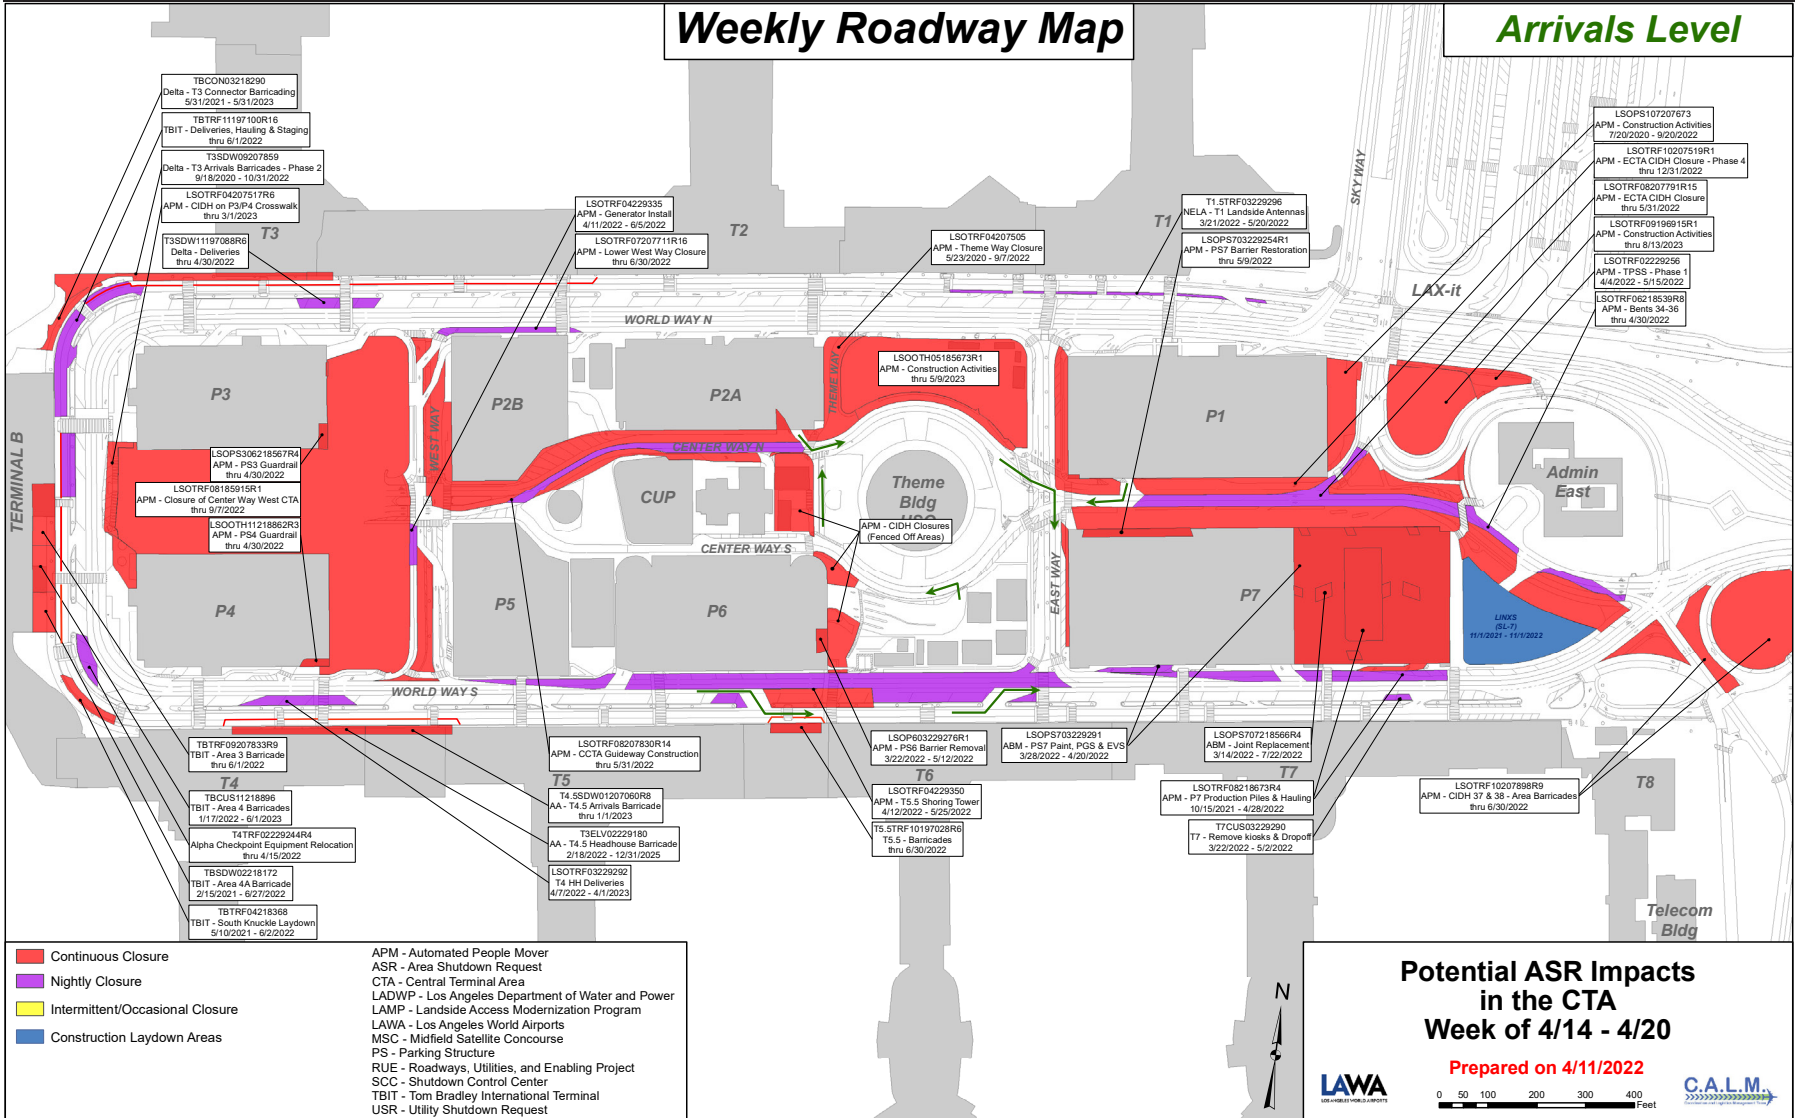 Weekly Roadway Map
Arrivals Level
TBCON03218290
Delta - T3 Connector Barricading
5/31/2021 - 5/31/2023
TBTRF11197100R16
TBIT - Deliveries, Hauling & Staging
thru 6/1/2022
T3SDW09207859
Delta - T3 Arrivals Barricades - Phase 2
9/18/2020 - 10/31/2022
LSOTRF04207517R6
APM - CIDH on P3/P4 Crosswalk
thru 3/1/2023
T3SDW11197088R6
Delta - Deliveries
thru 4/30/2022
T3
LSOTRF04229335
APM - Generator Install
4/11/2022 - 6/5/2022
LSOTRF07207711R16
APM - Lower West Way Closure
thru 6/30/2022
T2
LSOTRF04207505
APM - Theme Way Closure
5/23/2020 - 9/7/2022
T1
T1.5TRF03229296
NELA - T1 Landside Antennas
3/21/2022 - 5/20/2022
LSOPS703229254R1
APM - PS7 Barrier Restoration
thru 5/9/2022
SKY WAY
LAX-it
LSOPS107207673
APM - Construction Activities
7/20/2020 - 9/20/2022
LSOTRF10207519R1
APM - ECTA CIDH Closure - Phase 4
thru 12/31/2022
LSOTRF08207791R15
APM - ECTA CIDH Closure
thru 5/31/2022
LSOTRF09196915R1
APM - Construction Activities
thru 8/13/2023
LSOTRF02229256
APM - TPSS - Phase 1
4/4/2022 - 5/15/2022
LSOTRF06218539R8
APM - Bents 34-36
thru 4/30/2022
WORLD WAY N
P3
P2B
P2A
THEME WAY
LSOOTH05185673R1
APM - Construction Activities
thru 5/9/2023
P1
WEST WAY
CENTER WAY N
TERMINAL B
LSOPS306218567R4
APM - PS3 Guardrail
thru 4/30/2022
LSOTRF08185915R1
APM - Closure of Center Way West CTA
9/7/2022
LSOOTH11218862R3
APM - PS4 Guardrail
thru 4/30/2022
CUP
Theme
Bldg
USO
APM - CIDH Closures
(Fenced Off Areas)
CENTER WAY S
Admin
East
EAST WAY
P4
P5
P6
P7
LINXS
(SL-7)
11/1/2021 - 11/1/2022
WORLD WAY S
TBTRF09207833R9
TBIT - Area 3 Barricade
thru 6/1/2022
T4
TBCUS11218896
TBIT - Area 4 Barricades
1/17/2022 - 6/1/2023
T4TRF02229244R4
Alpha Checkpoint Equipment Relocation
thru 4/15/2022
TBSDW02218172
TBIT - Area 4A Barricade
2/15/2021 - 6/27/2022
TBTRF04218368
TBIT - South Knuckle Laydown
5/10/2021 - 6/2/2022
LSOTRF08207830R14
APM - CCTA Guideway Construction
thru 5/31/2022
T5
T4.5SDW01207060R8
AA - T4.5 Arrivals Barricade
thru 1/1/2023
T3ELV02229180
AA - T4.5 Headhouse Barricade
2/18/2022 - 12/31/2025
LSOTRF03229292
T4 HH Deliveries
4/7/2022 - 4/1/2023
LSOP603229276R1
APM - PS6 Barrier Removal
3/22/2022 - 5/12/2022
T6
LSOTRF04229350
APM - T5.5 Shoring Tower
4/12/2022 - 5/25/2022
T5.5TRF10197028R6
T5.5 - Barricades
thru 6/30/2022
LSOPS703229291
ABM - PS7 Paint, PGS & EVS
3/28/2022 - 4/20/2022
LSOPS707218566R4
ABM - Joint Replacement
3/14/2022 - 7/22/2022
T7
LSOTRF08218673R4
APM - P7 Production Piles & Hauling
10/15/2021 - 4/28/2022
T7CUS03229290
T7 - Remove kiosks & Dropoff
3/22/2022 - 5/2/2022
LSOTRF10207898R9
APM - CIDH 37 & 38 - Area Barricades
thru 6/30/2022
T8
Telecom
Bldg
Continuous Closure
Nightly Closure
Intermittent/Occasional Closure
Construction Laydown Areas
APM - Automated People Mover
ASR - Area Shutdown Request
CTA - Central Terminal Area
LADWP - Los Angeles Department of Water and Power
LAMP - Landside Access Modernization Program
LAWA - Los Angeles World Airports
MSC - Midfield Satellite Concourse
PS - Parking Structure
RUE - Roadways, Utilities, and Enabling Project
SCC - Shutdown Control Center
TBIT - Tom Bradley International Terminal
USR - Utility Shutdown Request
N
Potential ASR Impacts
in the CTA
Week of 4/14 - 4/20
Prepared on 4/11/2022
LAWA
LOS ANGELES WORLD AIRPORTS
0 50 100 200 300 400
Feet
C.A.L.M.